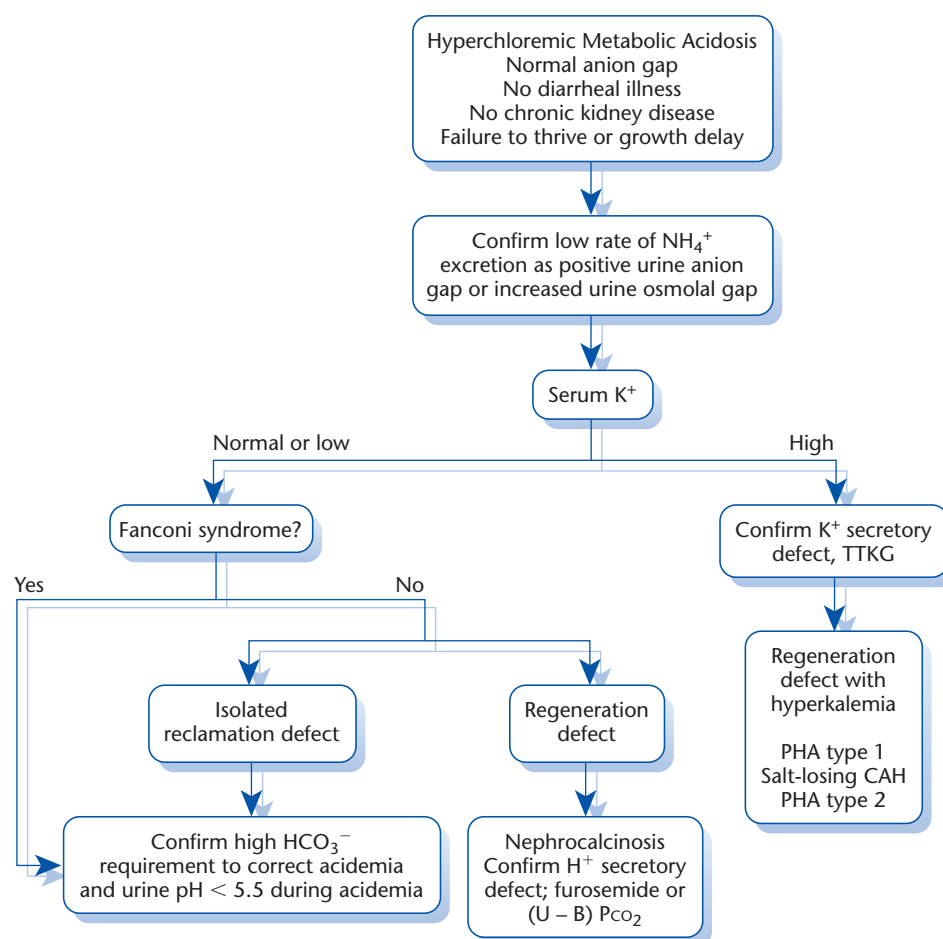 Hyperchloremic Metabolic Acidosis
Normal anion gap
No diarrheal illness
No chronic kidney disease
Failure to thrive or growth delay
Confirm low rate of NH₄⁺
excretion as positive urine anion
gap or increased urine osmolal gap
Serum K⁺
Normal or low
High
Fanconi syndrome?
Confirm K⁺ secretory
defect, TTKG
Yes
No
Isolated
reclamation defect
Regeneration
defect
Regeneration
defect with
hyperkalemia
PHA type 1
Salt-losing CAH
PHA type 2
Confirm high HCO₃⁻
requirement to correct acidemia
and urine pH < 5.5 during acidemia
Nephrocalcinosis
Confirm H⁺ secretory
defect; furosemide or
(U – B) PCO₂